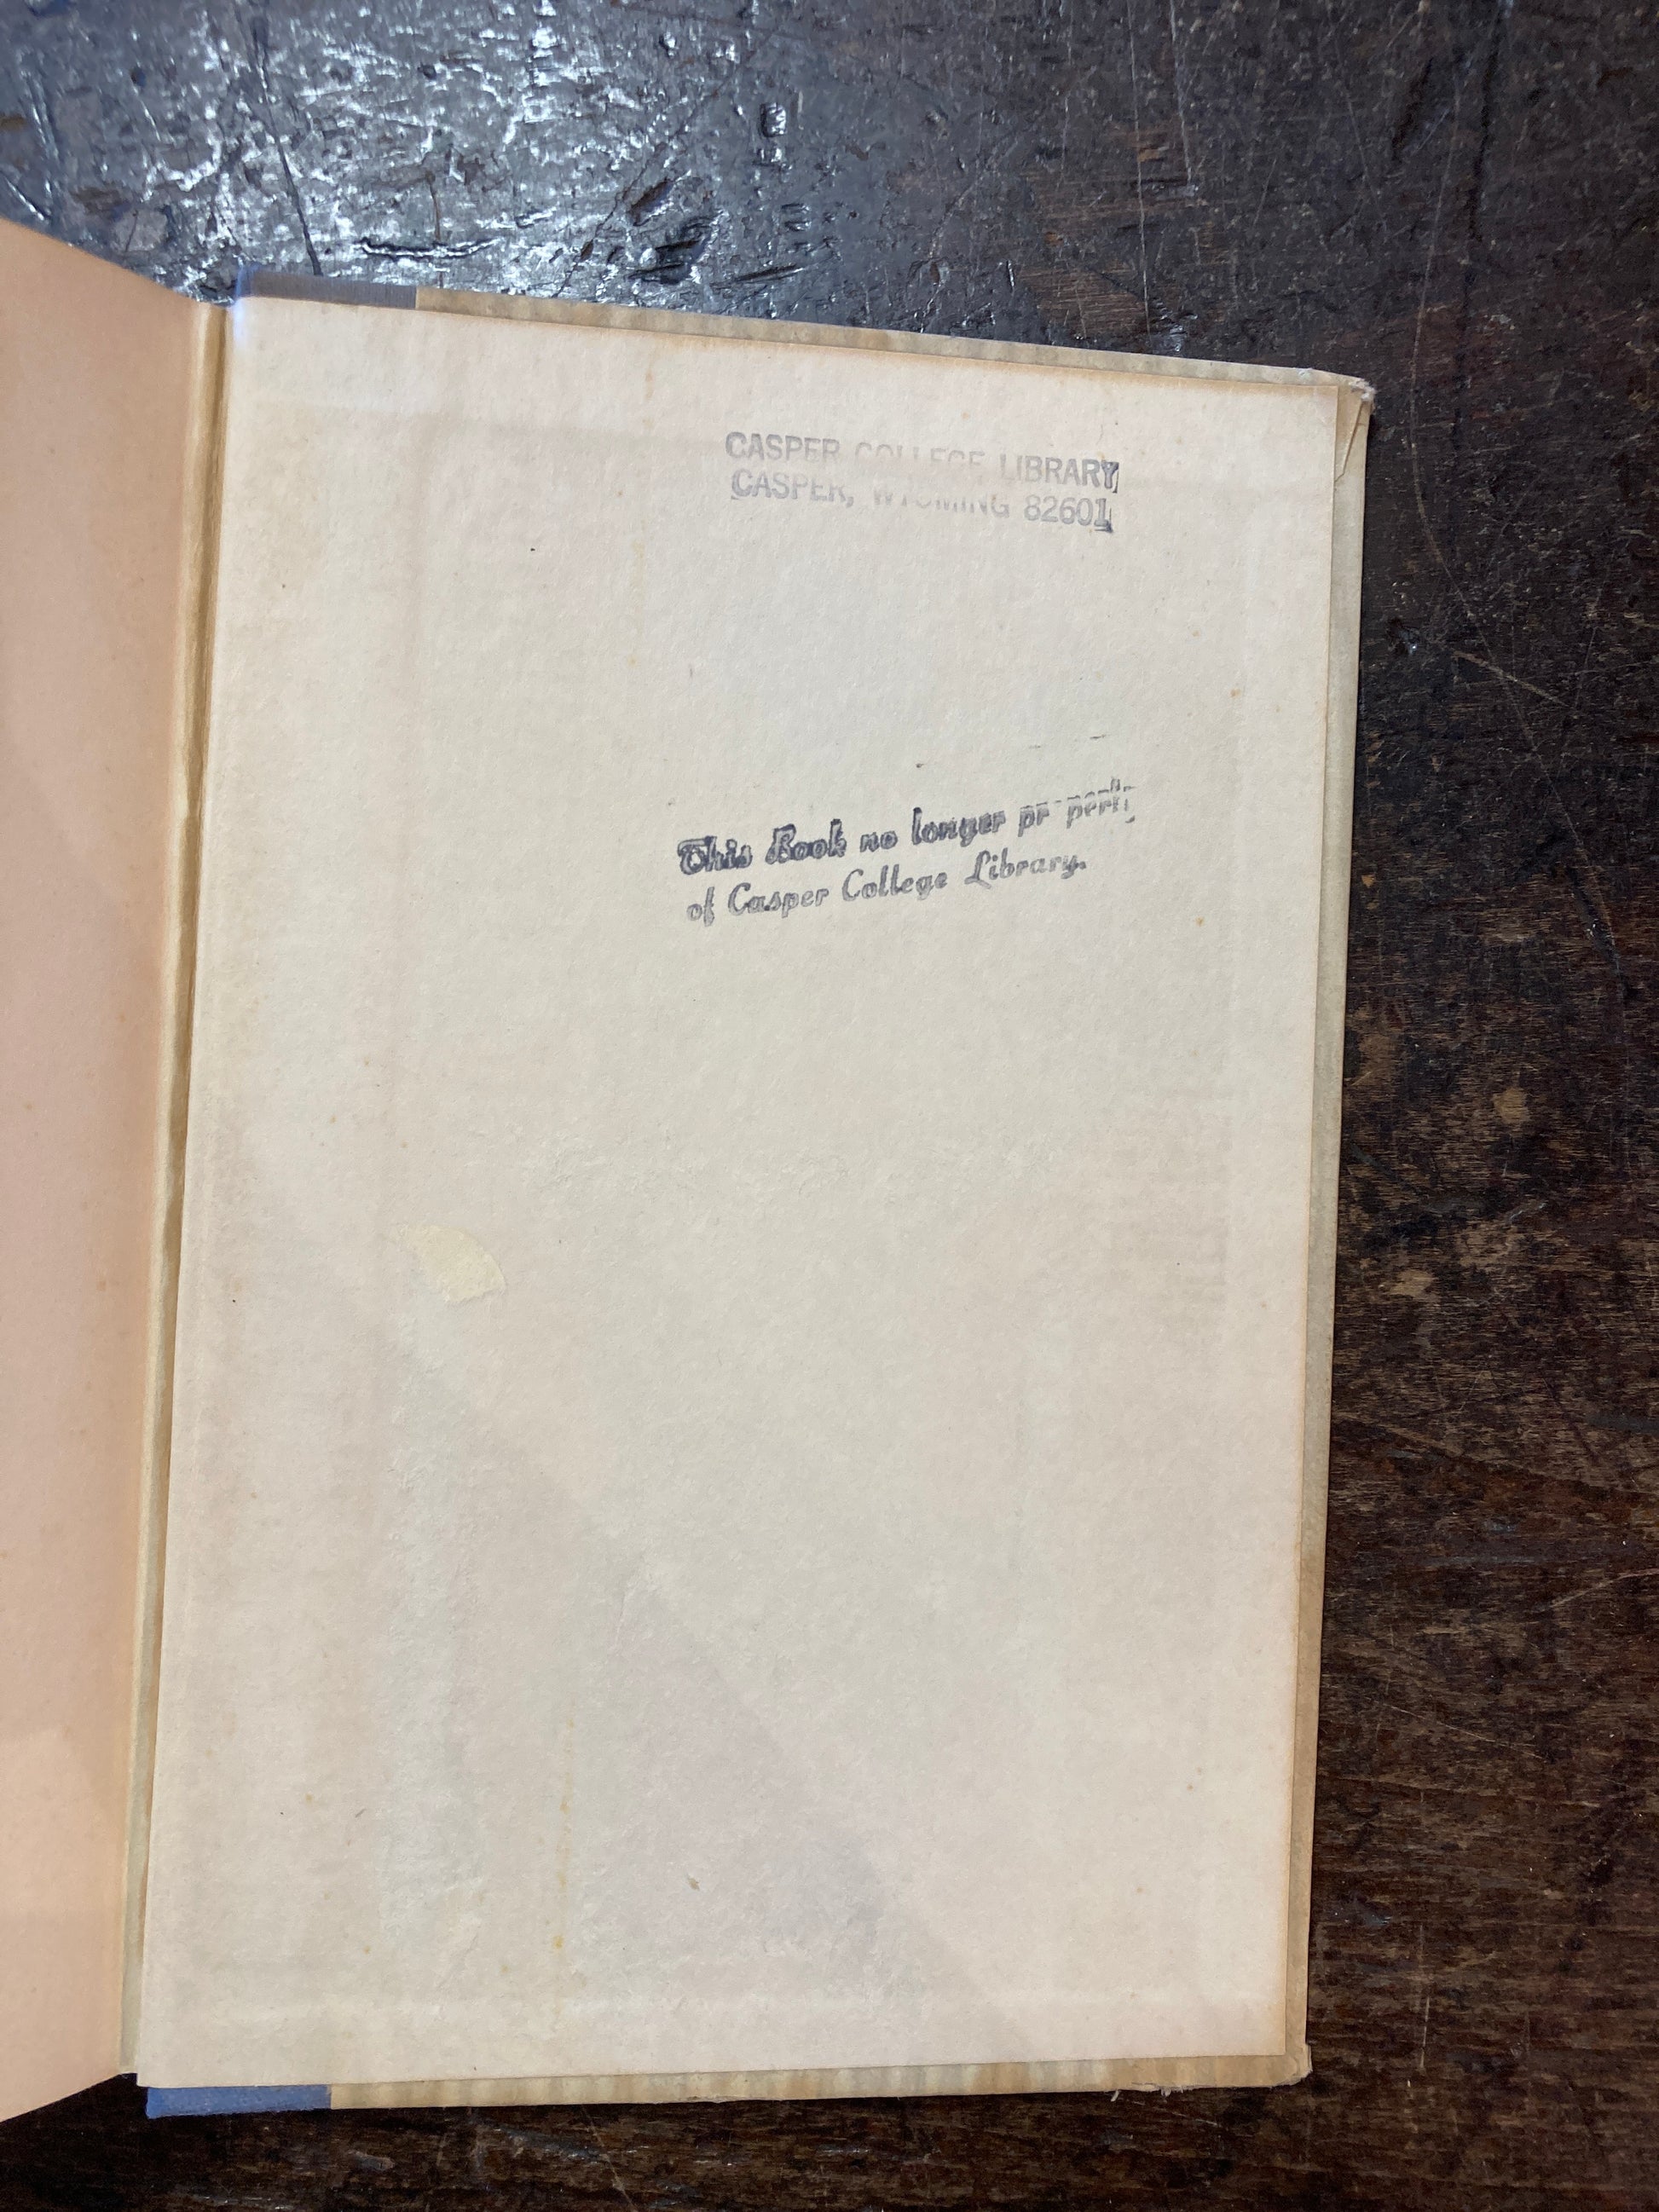 CASPER COLLEGE LIBRARY
CASPER, WYOMING 82601
This Book no longer property
of Casper College Library.